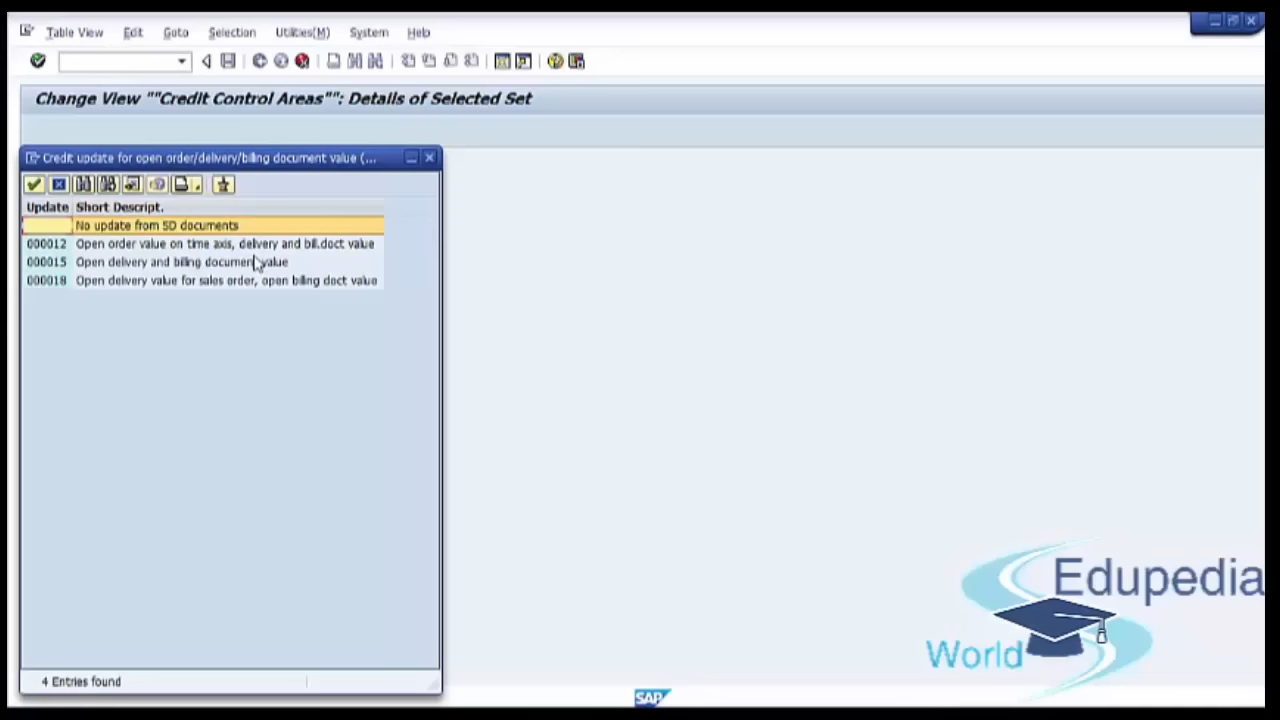 Table View Edit Goto Selection Utilities(M) System Help
Change View ""Credit Control Areas"": Details of Selected Set
Credit update for open order/delivery/billing document value (...
Update Short Descript.
No update from SD documents
000012 Open order value on time axis, delivery and bill.doct value
000015 Open delivery and billing document value
000018 Open delivery value for sales order, open billing doct value
4 Entries found
SAP
Edupedia
World